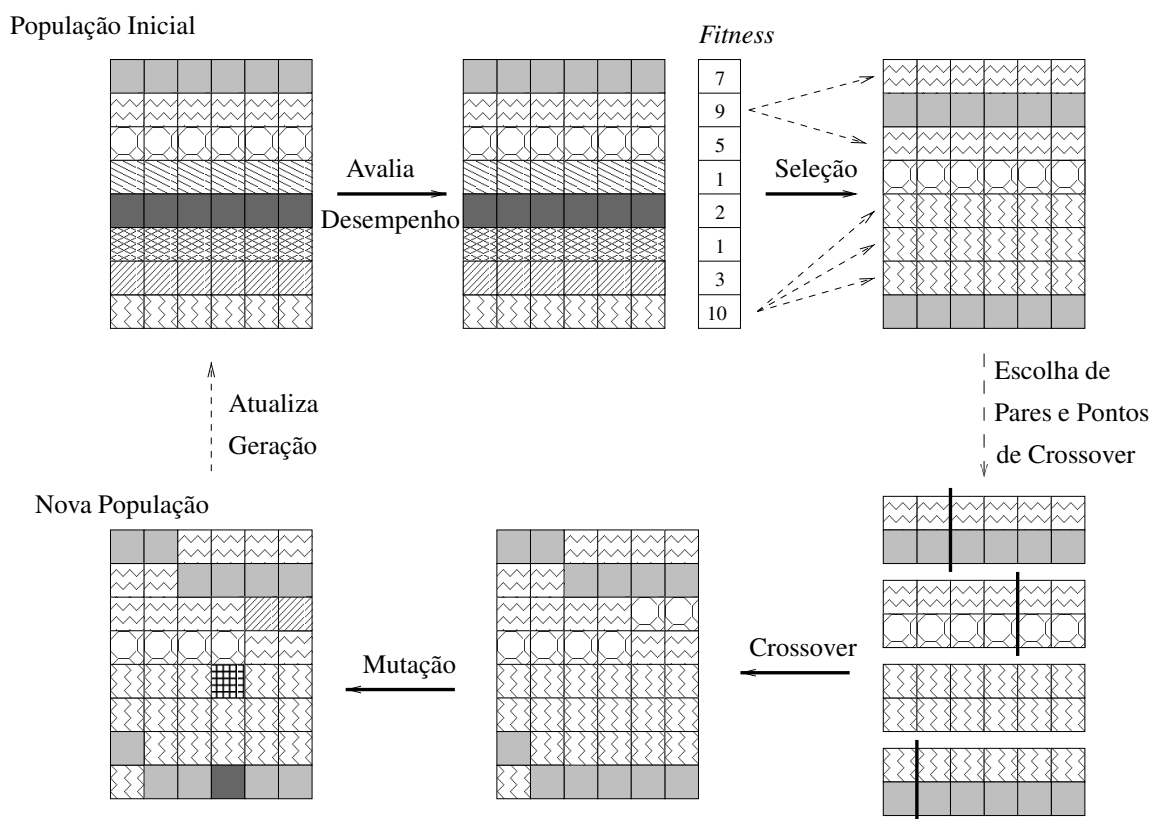 População Inicial
Fitness
7
9
5
1
2
1
3
10
Avalia
Desempenho
Seleção
Escolha de
Pares e Pontos
de Crossover
Atualiza
Geração
Nova População
Crossover
Mutação